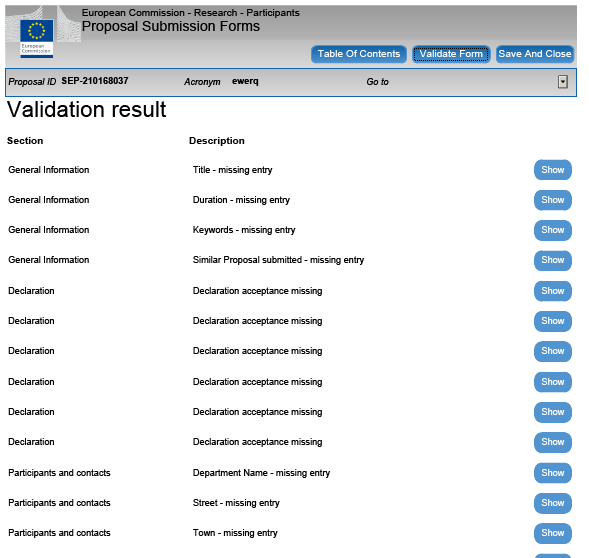 European Commission - Research - Participants
Proposal Submission Forms
European
Commission
Table Of Contents Validate Form Save And Close
Proposal ID SEP-210168037 Acronym ewerq Go to
Validation result
Section Description
General Information Title - missing entry Show
General Information Duration - missing entry Show
General Information Keywords - missing entry Show
General Information Similar Proposal submitted - missing entry Show
Declaration Declaration acceptance missing Show
Declaration Declaration acceptance missing Show
Declaration Declaration acceptance missing Show
Declaration Declaration acceptance missing Show
Declaration Declaration acceptance missing Show
Declaration Declaration acceptance missing Show
Participants and contacts Department Name - missing entry Show
Participants and contacts Street - missing entry Show
Participants and contacts Town - missing entry Show